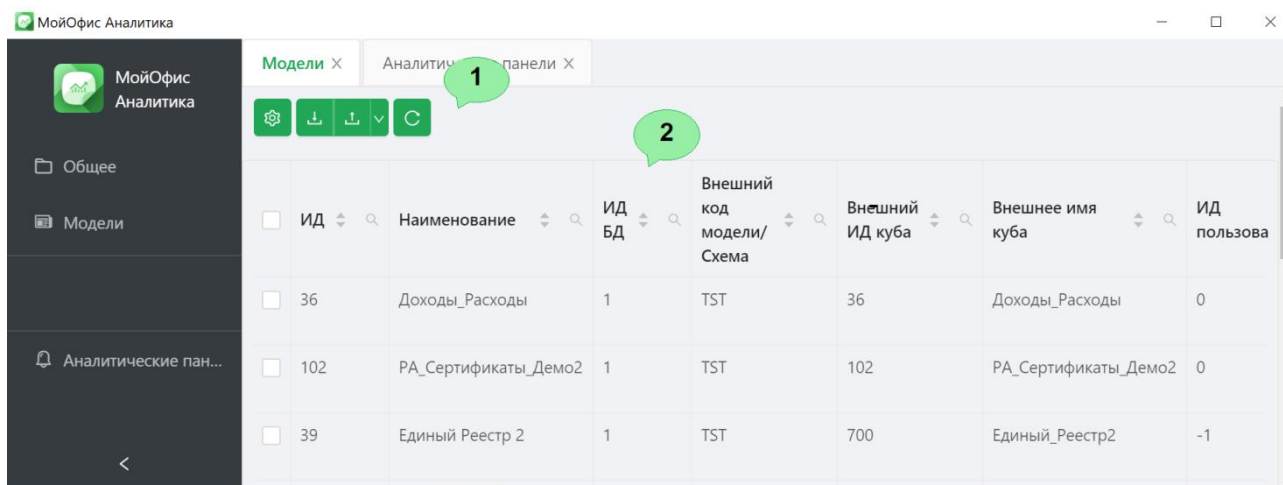 МойОфис Аналитика
МойОфис
Аналитика
Общее
Модели
Аналитические пан...
Модели
панели
1
2
ИД
Наименование
ИД
БД
Внешний
код
модели/
Схема
Внешний
ИД куба
Внешнее имя
куба
ИД
пользова
36 Доходы_Расходы 1 TST 36 Доходы_Расходы 0
102 РА_Сертификаты_Демо2 1 TST 102 РА_Сертификаты_Демо2 0
39 Единый Реестр 2 1 TST 700 Единый_Реестр2 -1